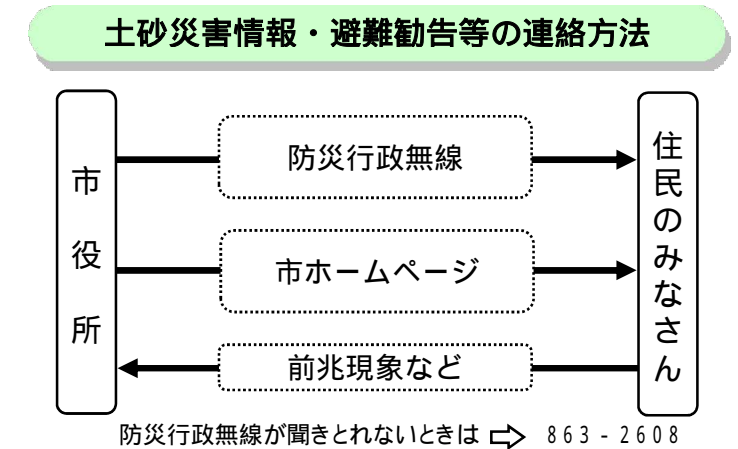 土砂災害情報・避難勧告等の連絡方法
市役所
防災行政無線
市ホームページ
前兆現象など
住民のみなさん
防災行政無線が聞きとれないときは ⇨ 863-2608